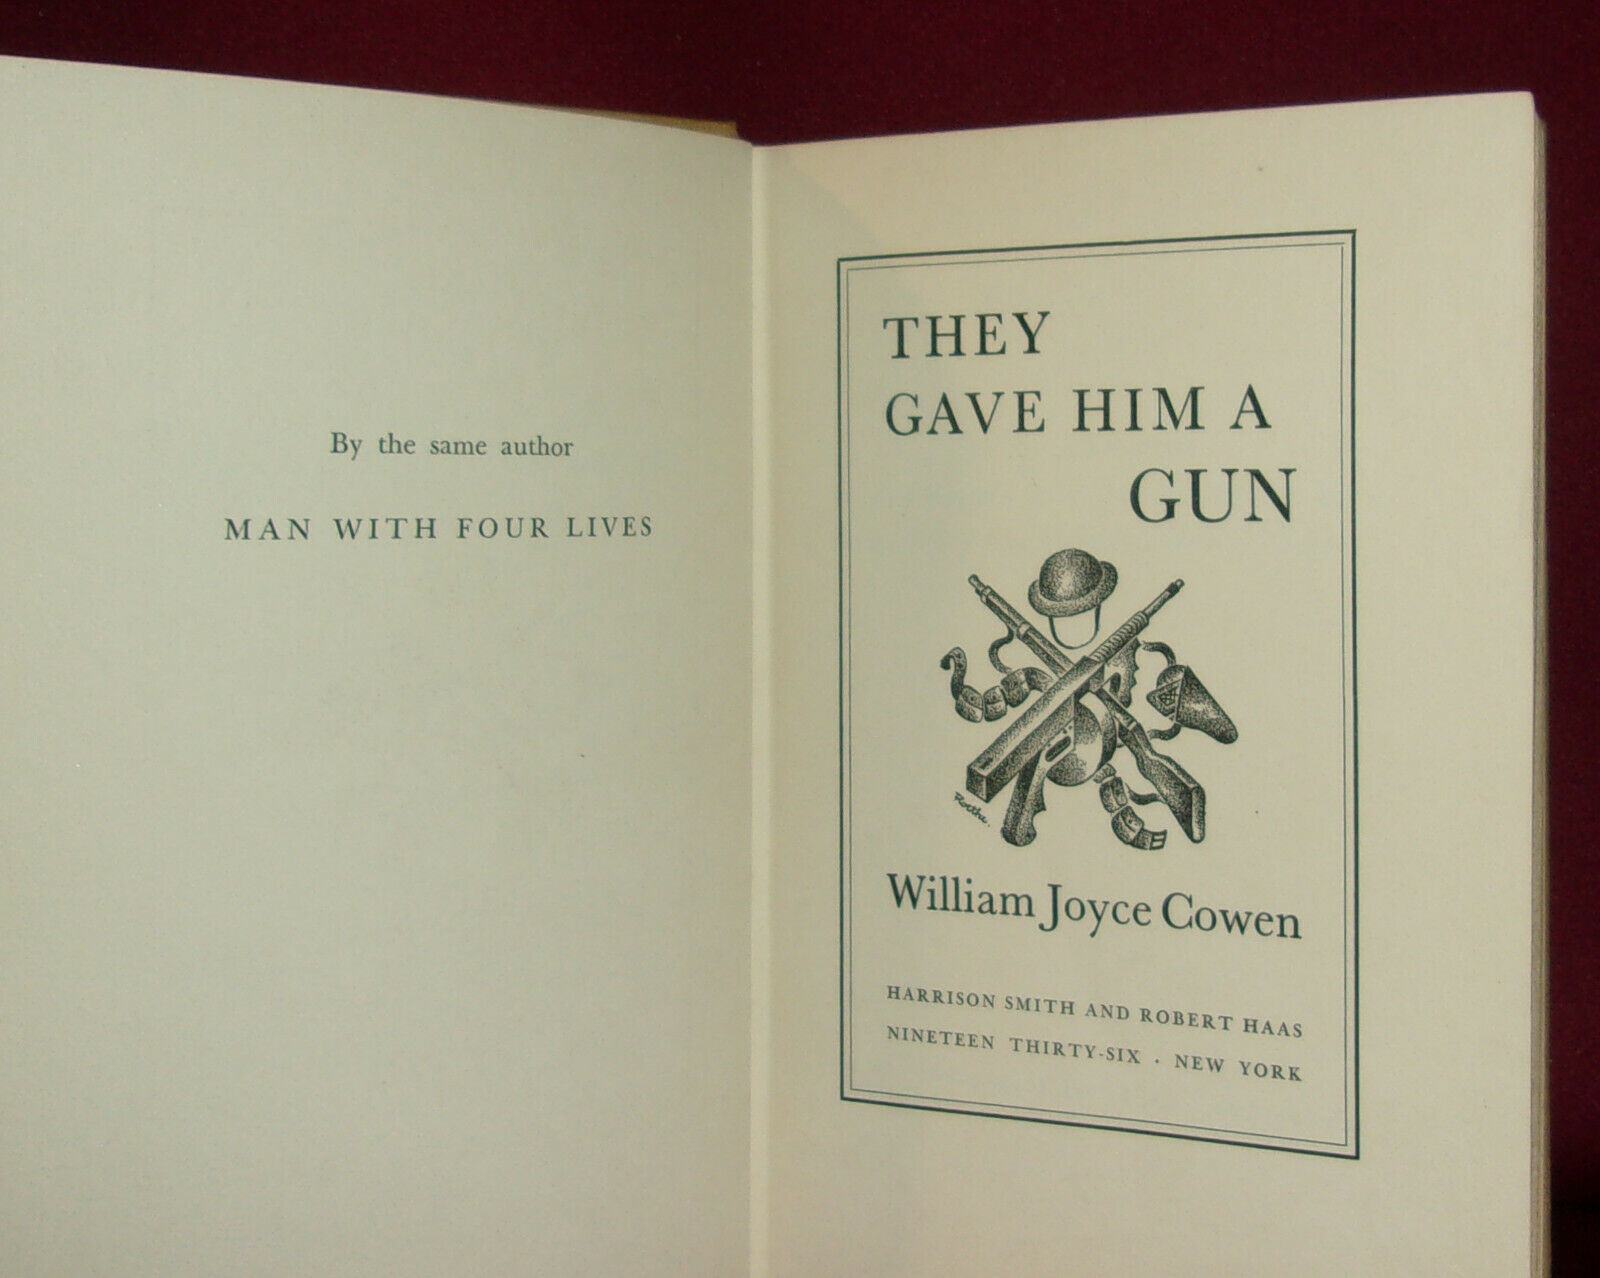 By the same author
MAN WITH FOUR LIVES
THEY
GAVE HIM A
GUN
William Joyce Cowen
HARRISON SMITH AND ROBERT HAAS
NINETEEN THIRTY-SIX · NEW YORK